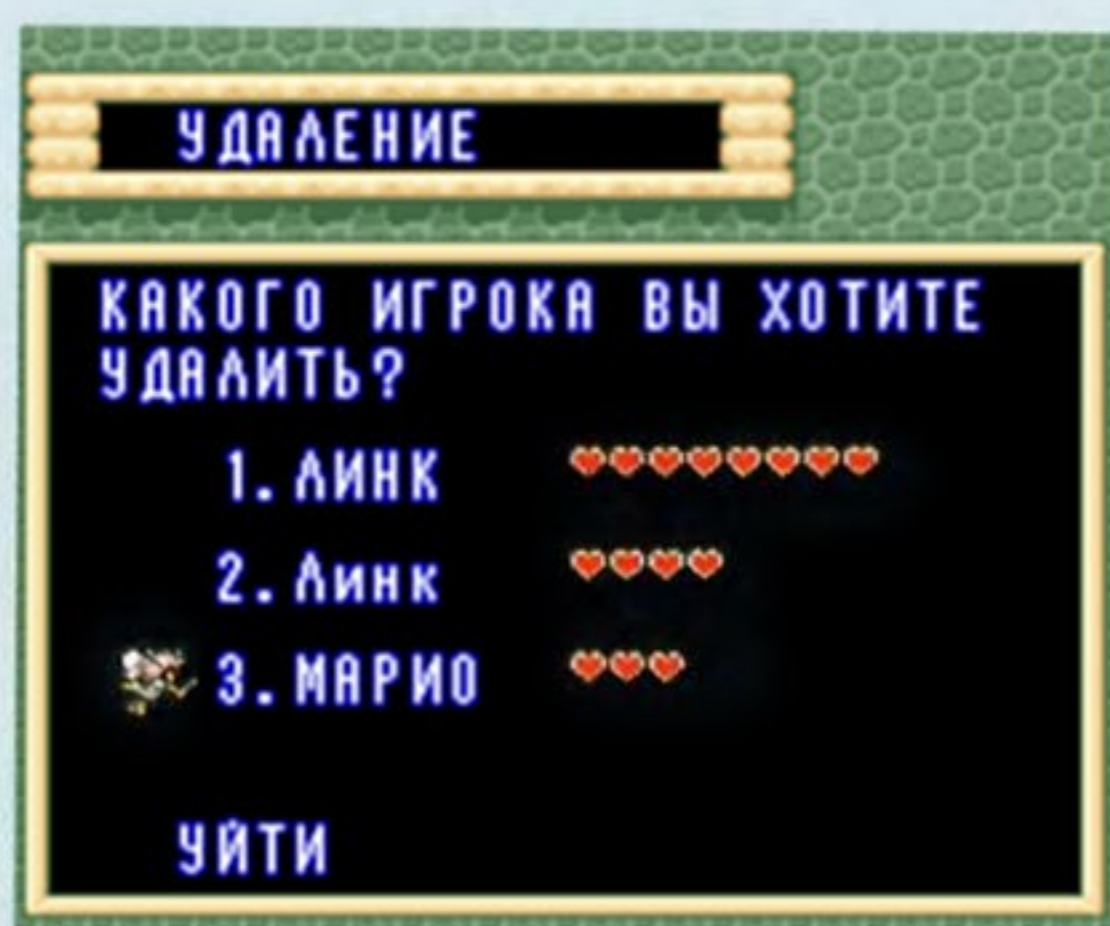 УДАЛЕНИЕ
КАКОГО ИГРОКА ВЫ ХОТИТЕ
УДАЛИТЬ?
1. ЛИНК
2. Линк
3. МАРИО
УЙТИ